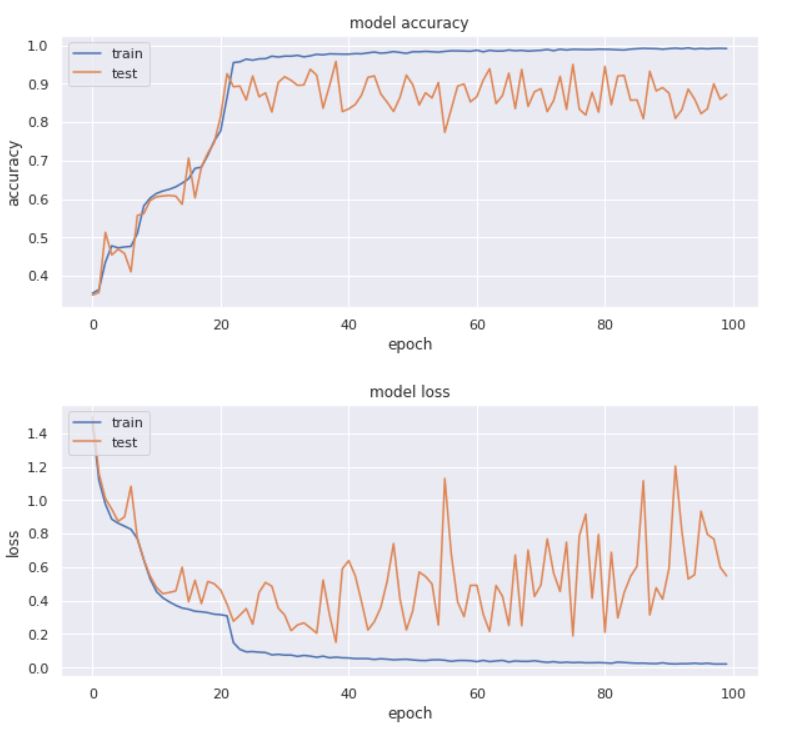 model accuracy
train
test
1.0
0.9
0.8
0.7
0.6
0.5
0.4
accuracy
0 20 40 60 80 100
epoch
model loss
train
test
1.4
1.2
1.0
0.8
0.6
0.4
0.2
0.0
loss
0 20 40 60 80 100
epoch